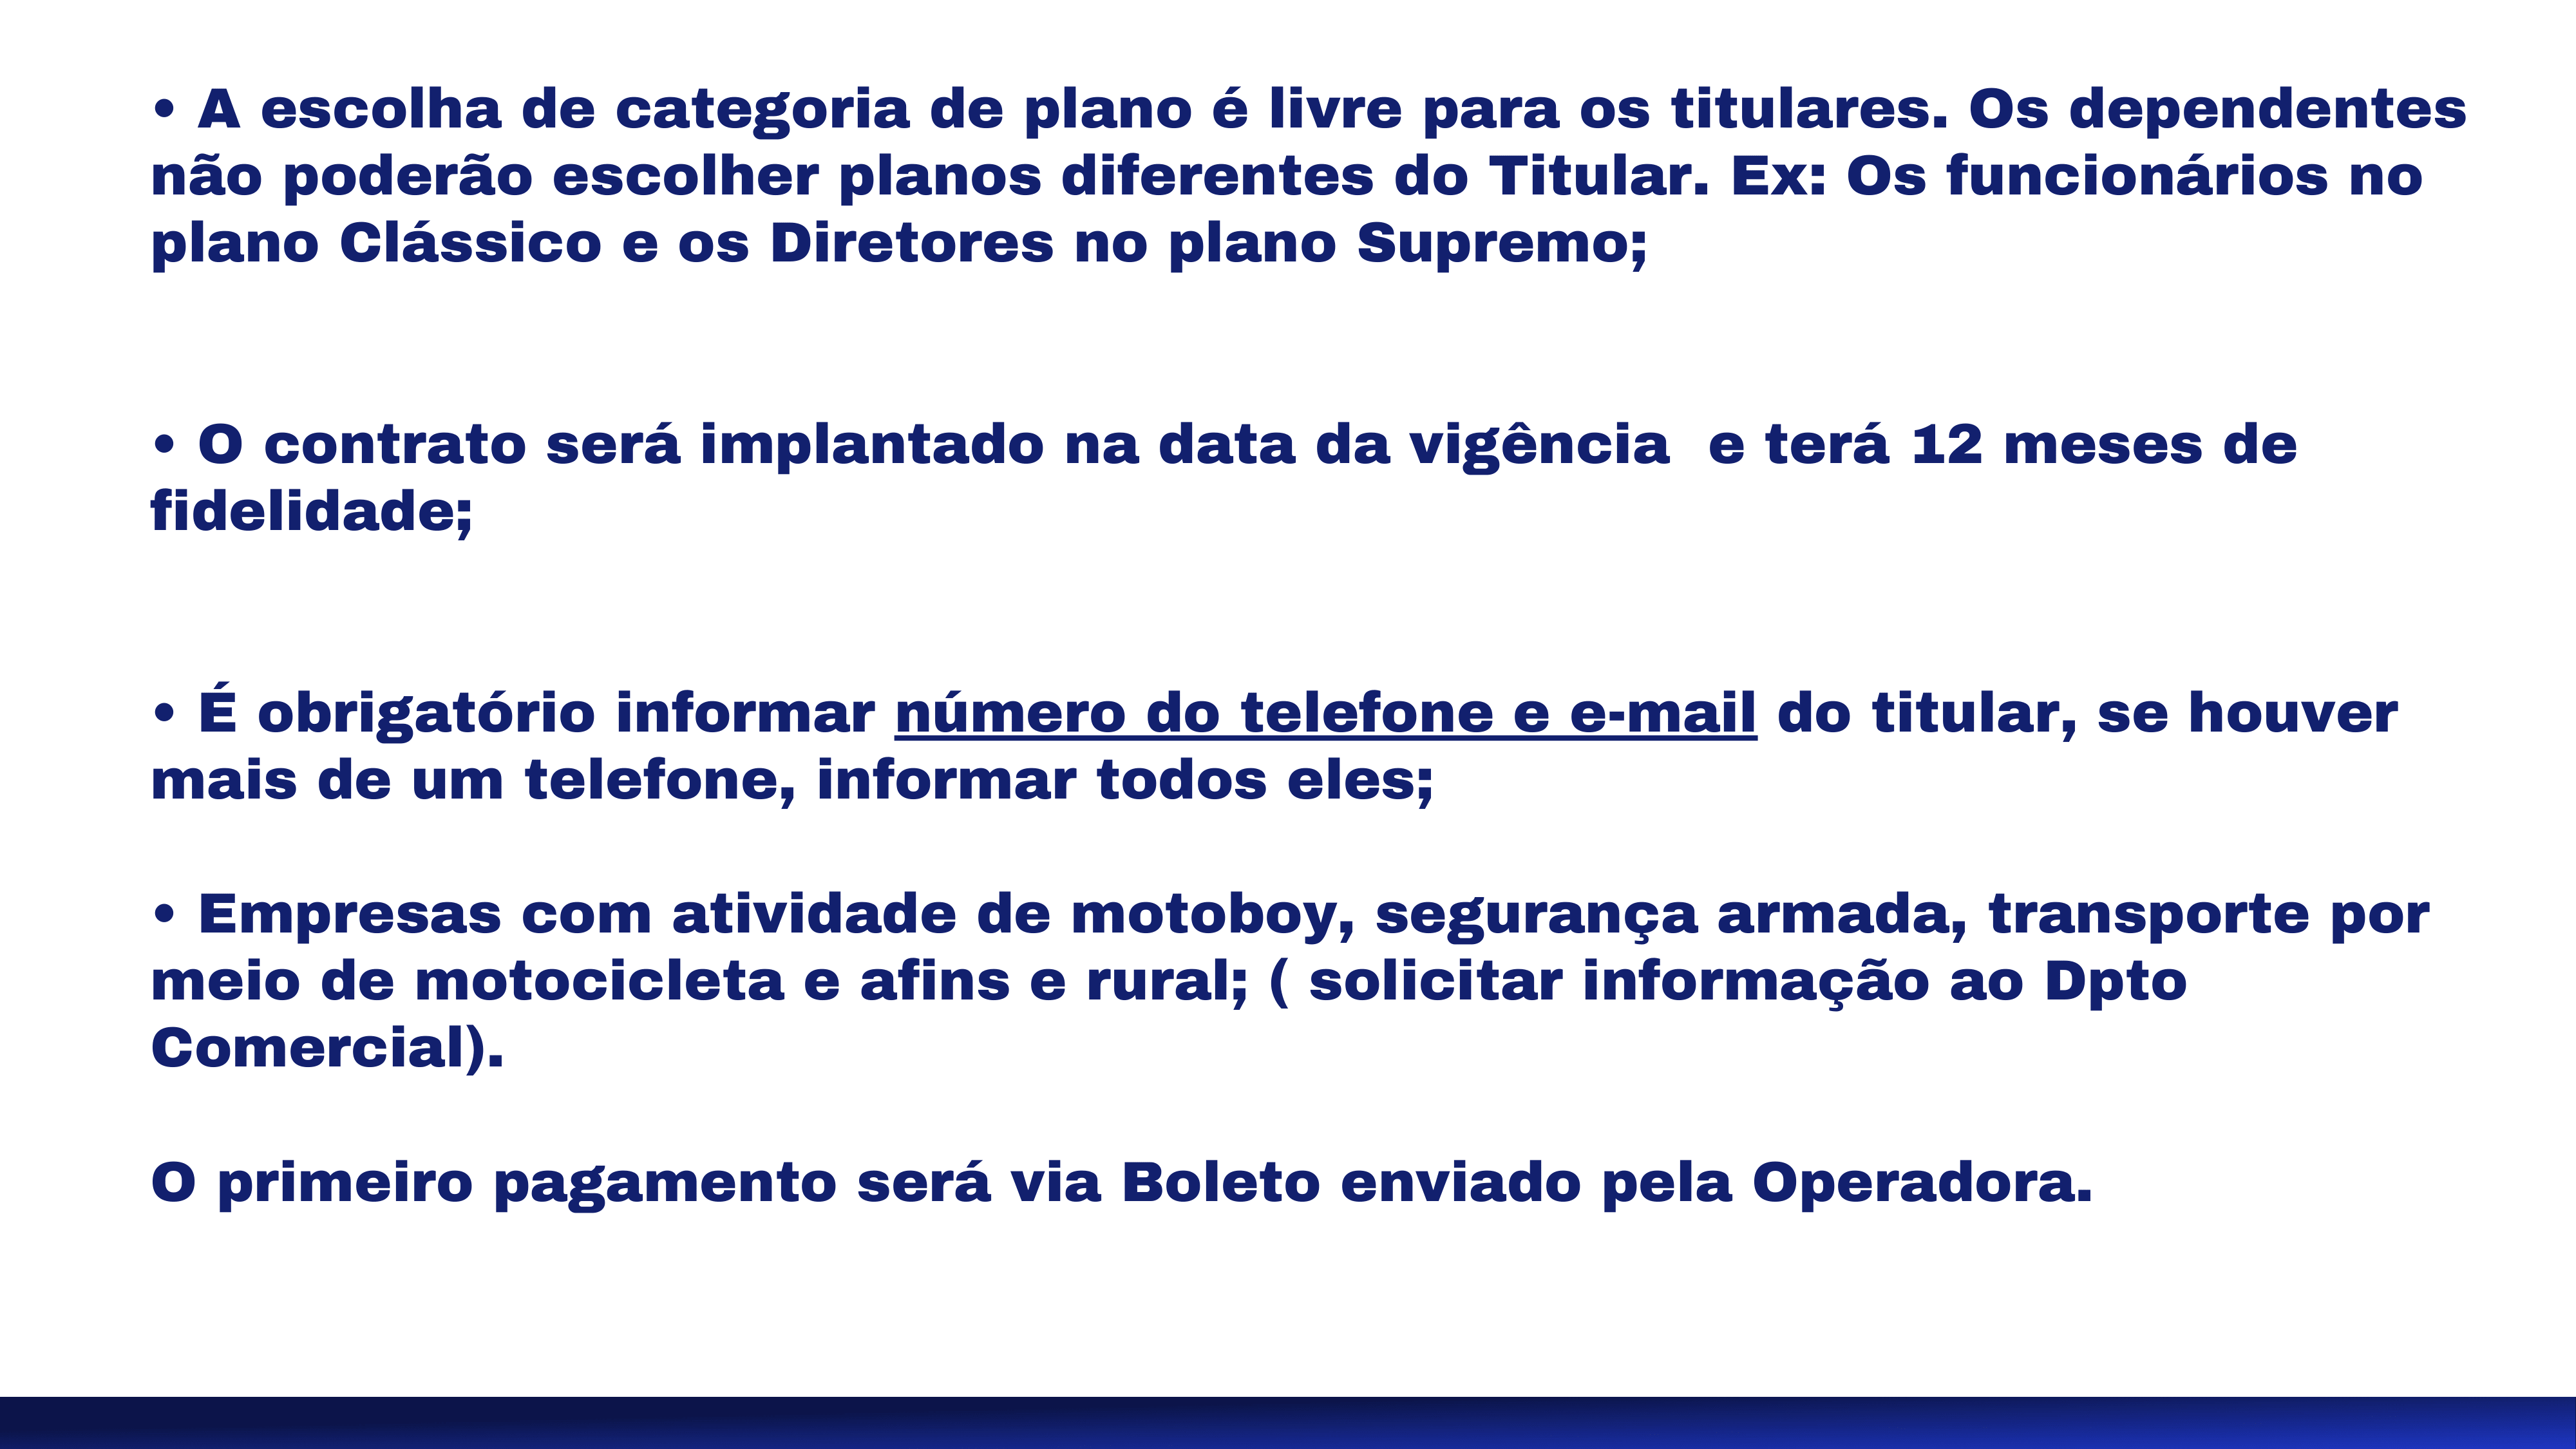 • A escolha de categoria de plano é livre para os titulares. Os dependentes
não poderão escolher planos diferentes do Titular. Ex: Os funcionários no
plano Clássico e os Diretores no plano Supremo;
• O contrato será implantado na data da vigência  e terá 12 meses de
fidelidade;
• É obrigatório informar número do telefone e e-mail do titular, se houver
mais de um telefone, informar todos eles;
• Empresas com atividade de motoboy, segurança armada, transporte por
meio de motocicleta e afins e rural; ( solicitar informação ao Dpto
Comercial).
O primeiro pagamento será via Boleto enviado pela Operadora.